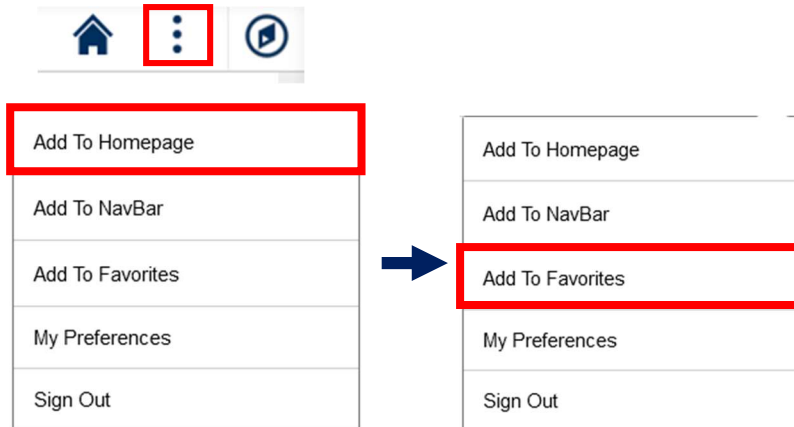 Add To Homepage
Add To NavBar
Add To Favorites
My Preferences
Sign Out
Add To Homepage
Add To NavBar
Add To Favorites
My Preferences
Sign Out